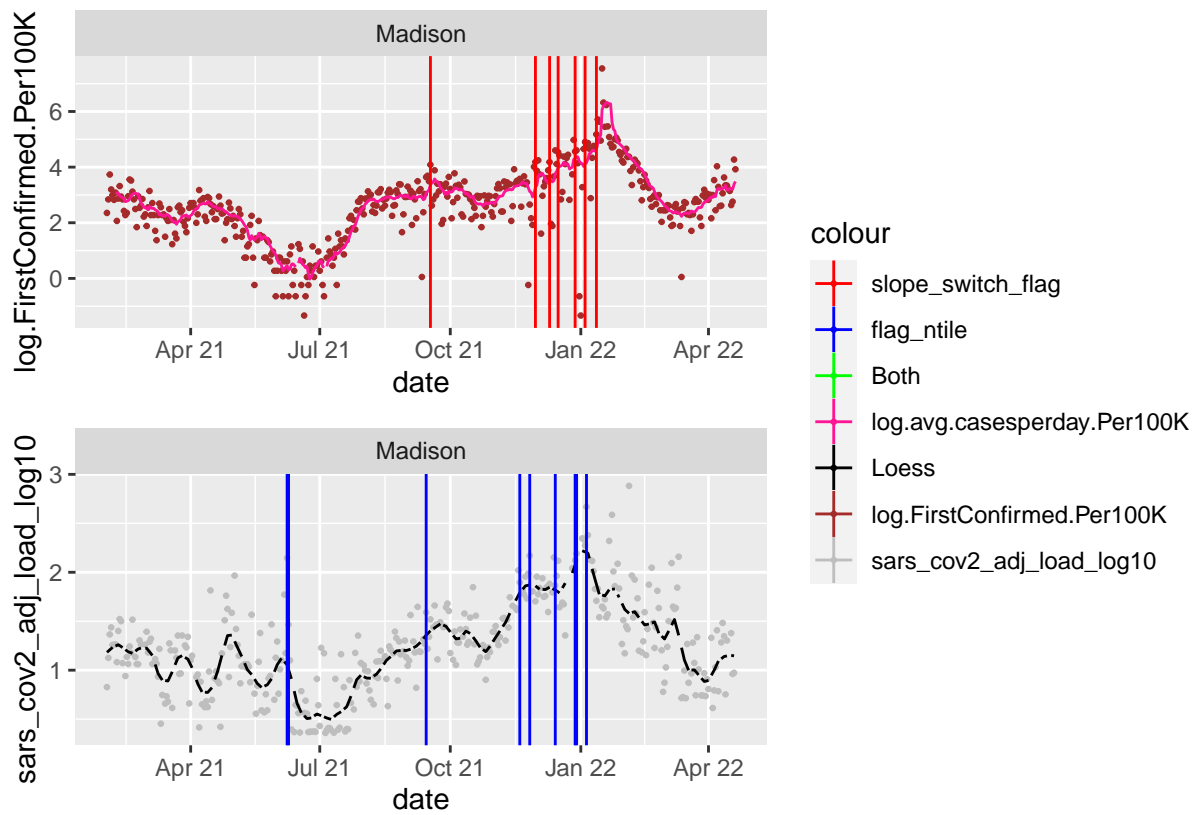 Madison
log.FirstConfirmed.Per100K
6
4
2
0
Apr 21 Jul 21 Oct 21 Jan 22 Apr 22
date
Madison
sars_cov2_adj_load_log10
3
2
1
Apr 21 Jul 21 Oct 21 Jan 22 Apr 22
date
colour
slope_switch_flag
flag_ntile
Both
log.avg.casesperday.Per100K
Loess
log.FirstConfirmed.Per100K
sars_cov2_adj_load_log10